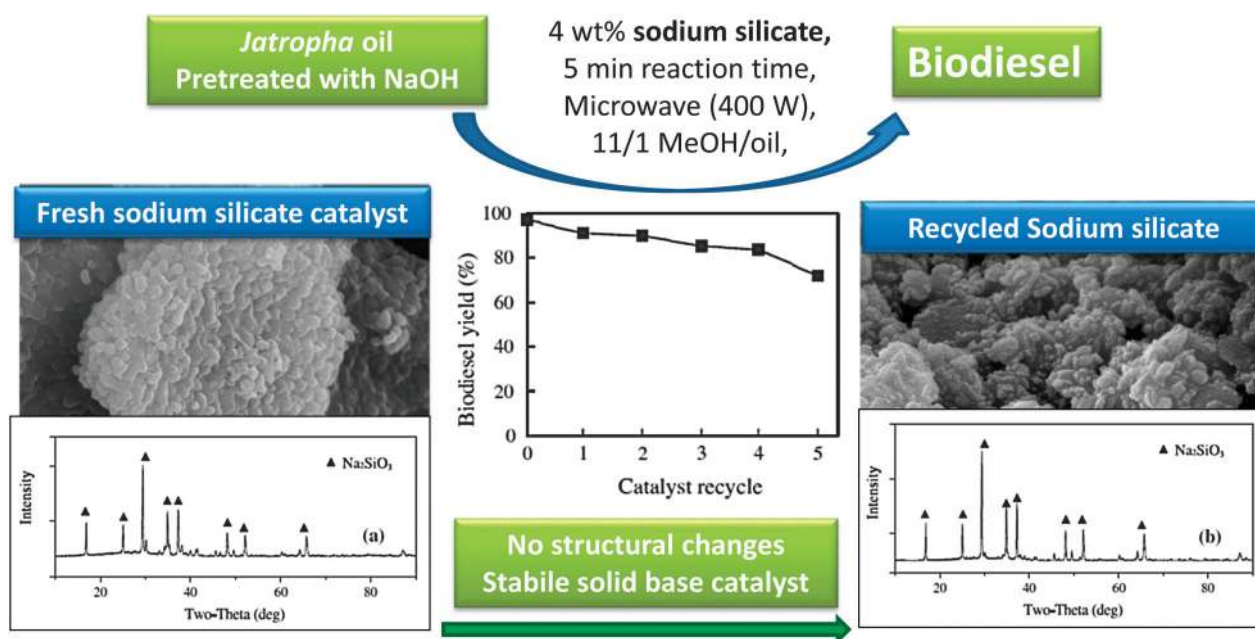 Jatropha oil
Pretreated with NaOH
4 wt% sodium silicate,
5 min reaction time,
Microwave (400 W),
11/1 MeOH/oil,
Biodiesel
Fresh sodium silicate catalyst
Intensity
▲ Na₂SiO₃
(a)
20
40
60
80
Two-Theta (deg)
Biodiesel yield (%)
100
80
60
40
20
0
0
1
2
3
4
5
Catalyst recycle
No structural changes
Stabile solid base catalyst
Recycled Sodium silicate
Intensity
▲ Na₂SiO₃
(b)
20
40
60
80
Two-Theta (deg)